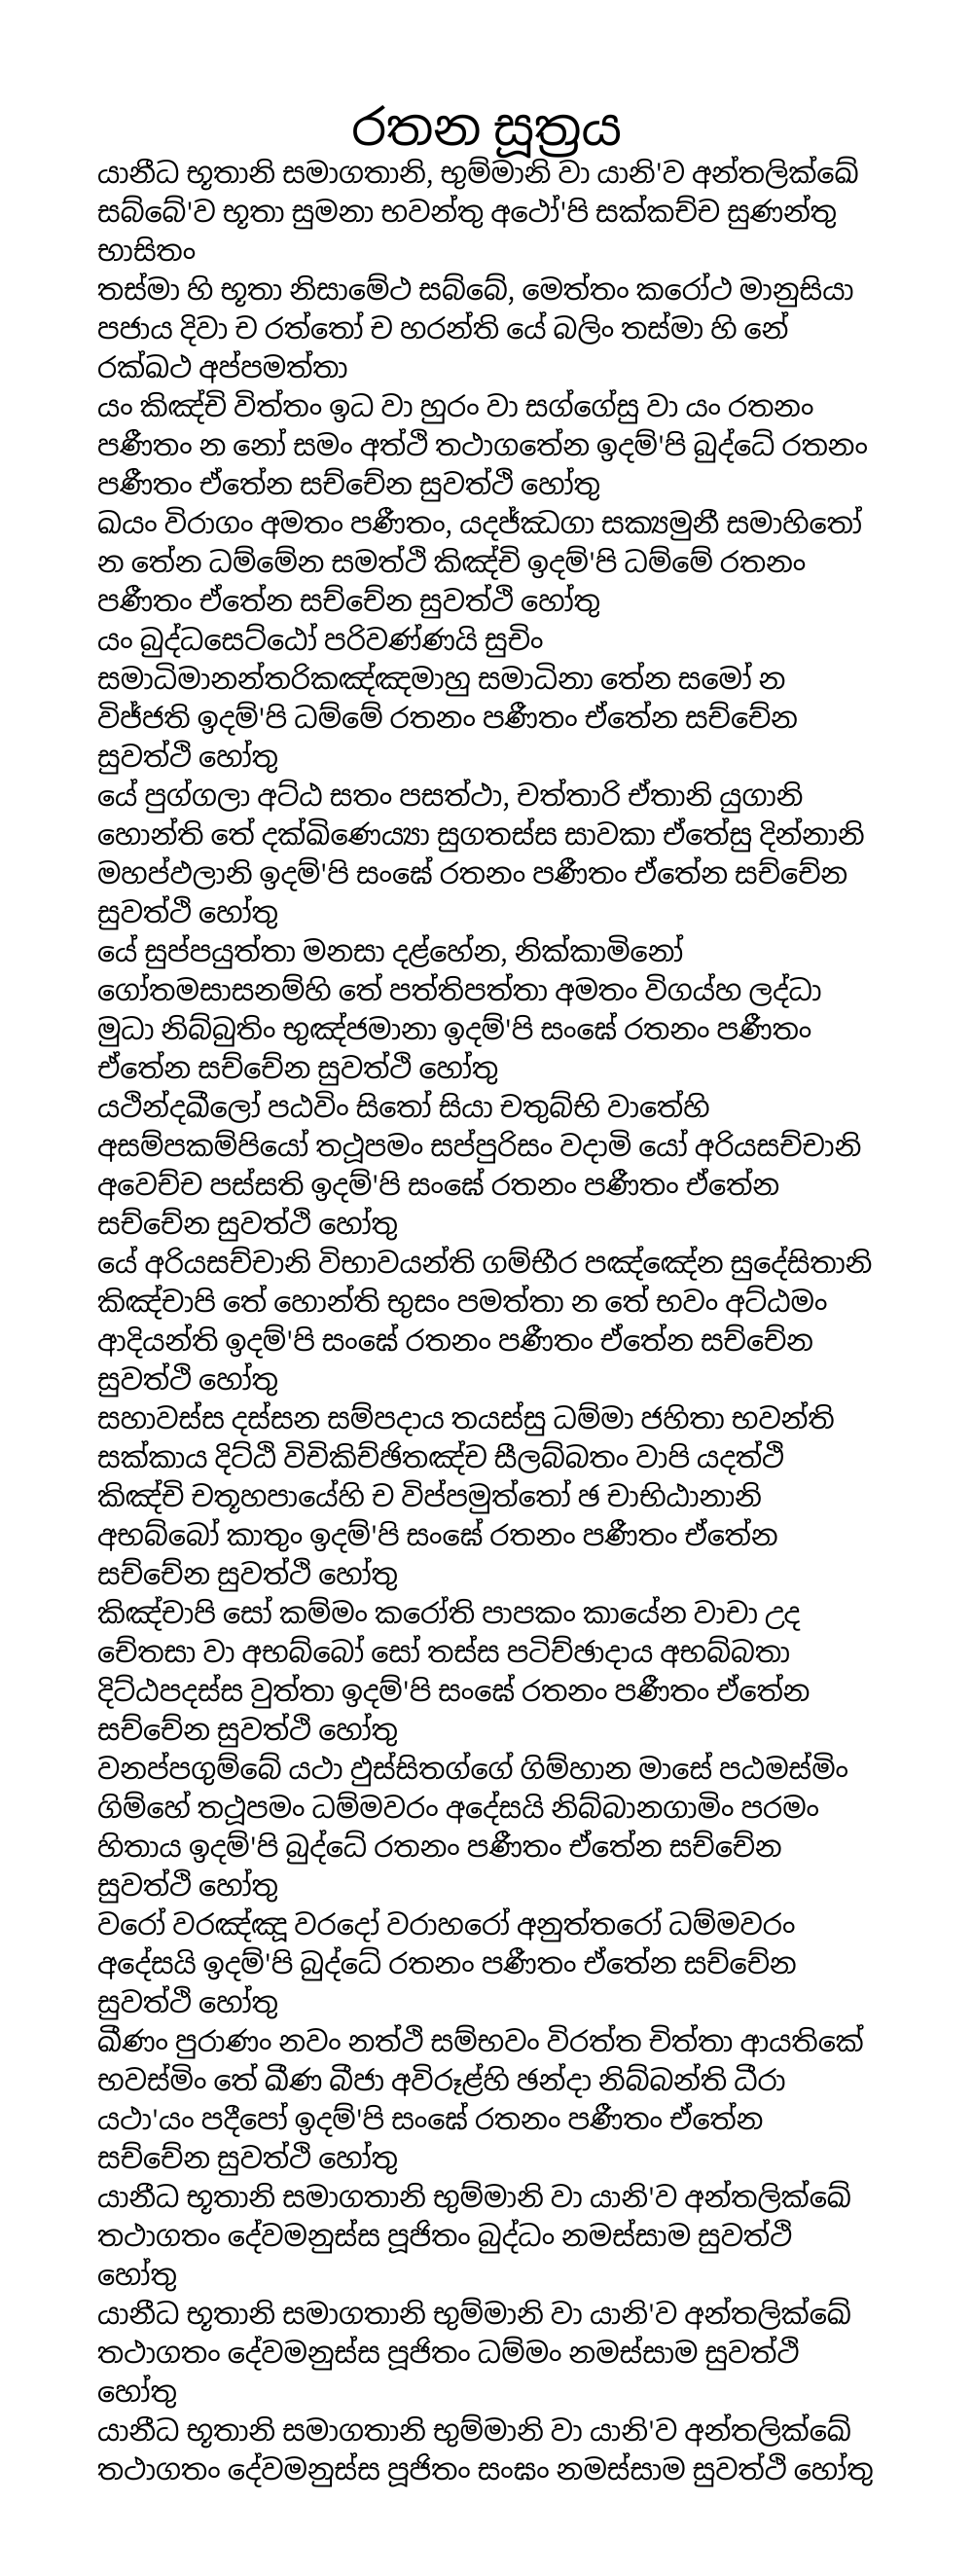 රතන සූත්‍රය
යානීධ භූතානි සමාගතානි, භුම්මානි වා යානි'ව අන්තලික්ඛේ
සබ්බේ'ව භූතා සුමනා භවන්තු අථෝ'පි සක්කච්ච සුණන්තු
භාසිතං
තස්මා හි භූතා නිසාමේථ සබ්බේ, මෙත්තං කරෝථ මානුසියා
පජාය දිවා ච රත්තෝ ච හරන්ති යේ බලිං තස්මා හි නේ
රක්ඛථ අප්පමත්තා
යං කිඤ්චි විත්තං ඉධ වා හුරං වා සග්ගේසු වා යං රතනං
පණීතං න නෝ සමං අත්ථි තථාගතේන ඉදම්'පි බුද්ධේ රතනං
පණීතං ඒතේන සච්චේන සුවත්ථි හෝතු
ඛයං විරාගං අමතං පණීතං, යදජ්ඣගා සක්‍යමුනී සමාහිතෝ
න තේන ධම්මේන සමත්ථි කිඤ්චි ඉදම්'පි ධම්මේ රතනං
පණීතං ඒතේන සච්චේන සුවත්ථි හෝතු
යං බුද්ධසෙට්ඨෝ පරිවණ්ණයි සුචිං
සමාධිමානන්තරිකඤ්ඤමාහු සමාධිනා තේන සමෝ න
විජ්ජති ඉදම්'පි ධම්මේ රතනං පණීතං ඒතේන සච්චේන
සුවත්ථි හෝතු
යේ පුග්ගලා අට්ඨ සතං පසත්ථා, චත්තාරි ඒතානි යුගානි
හොන්ති තේ දක්ඛිණෙය්‍යා සුගතස්ස සාවකා ඒතේසු දින්නානි
මහප්ඵලානි ඉදම්'පි සංඝේ රතනං පණීතං ඒතේන සච්චේන
සුවත්ථි හෝතු
යේ සුප්පයුත්තා මනසා දළ්හේන, නික්කාමිනෝ
ගෝතමසාසනම්හි තේ පත්තිපත්තා අමතං විගය්හ ලද්ධා
මුධා නිබ්බුතිං භුඤ්ජමානා ඉදම්'පි සංඝේ රතනං පණීතං
ඒතේන සච්චේන සුවත්ථි හෝතු
යථින්දඛීලෝ පඨවිං සිතෝ සියා චතුබ්භි වාතේහි
අසම්පකම්පියෝ තථූපමං සප්පුරිසං වදාමි යෝ අරියසච්චානි
අවෙච්ච පස්සති ඉදම්'පි සංඝේ රතනං පණීතං ඒතේන
සච්චේන සුවත්ථි හෝතු
යේ අරියසච්චානි විභාවයන්ති ගම්භීර පඤ්ඤේන සුදේසිතානි
කිඤ්චාපි තේ හොන්ති භුසං පමත්තා න තේ භවං අට්ඨමං
ආදියන්ති ඉදම්'පි සංඝේ රතනං පණීතං ඒතේන සච්චේන
සුවත්ථි හෝතු
සහාවස්ස දස්සන සම්පදාය තයස්සු ධම්මා ජහිතා භවන්ති
සක්කාය දිට්ඨි විචිකිච්ඡිතඤ්ච සීලබ්බතං වාපි යදත්ථි
කිඤ්චි චතූහපායේහි ච විප්පමුත්තෝ ඡ චාභිඨානානි
අභබ්බෝ කාතුං ඉදම්'පි සංඝේ රතනං පණීතං ඒතේන
සච්චේන සුවත්ථි හෝතු
කිඤ්චාපි සෝ කම්මං කරෝති පාපකං කායේන වාචා උද
චේතසා වා අභබ්බෝ සෝ තස්ස පටිච්ඡාදාය අභබ්බතා
දිට්ඨපදස්ස වුත්තා ඉදම්'පි සංඝේ රතනං පණීතං ඒතේන
සච්චේන සුවත්ථි හෝතු
වනප්පගුම්බේ යථා ඵුස්සිතග්ගේ ගිම්හාන මාසේ පඨමස්මිං
ගිම්හේ තථූපමං ධම්මවරං අදේසයි නිබ්බානගාමිං පරමං
හිතාය ඉදම්'පි බුද්ධේ රතනං පණීතං ඒතේන සච්චේන
සුවත්ථි හෝතු
වරෝ වරඤ්ඤූ වරදෝ වරාහරෝ අනුත්තරෝ ධම්මවරං
අදේසයි ඉදම්'පි බුද්ධේ රතනං පණීතං ඒතේන සච්චේන
සුවත්ථි හෝතු
ඛීණං පුරාණං නවං නත්ථි සම්භවං විරත්ත චිත්තා ආයතිකේ
භවස්මිං තේ ඛීණ බීජා අවිරූළ්හි ඡන්දා නිබ්බන්ති ධීරා
යථා'යං පදීපෝ ඉදම්'පි සංඝේ රතනං පණීතං ඒතේන
සච්චේන සුවත්ථි හෝතු
යානීධ භූතානි සමාගතානි භුම්මානි වා යානි'ව අන්තලික්ඛේ
තථාගතං දේවමනුස්ස පූජිතං බුද්ධං නමස්සාම සුවත්ථි
හෝතු
යානීධ භූතානි සමාගතානි භුම්මානි වා යානි'ව අන්තලික්ඛේ
තථාගතං දේවමනුස්ස පූජිතං ධම්මං නමස්සාම සුවත්ථි
හෝතු
යානීධ භූතානි සමාගතානි භුම්මානි වා යානි'ව අන්තලික්ඛේ
තථාගතං දේවමනුස්ස පූජිතං සංඝං නමස්සාම සුවත්ථි හෝතු